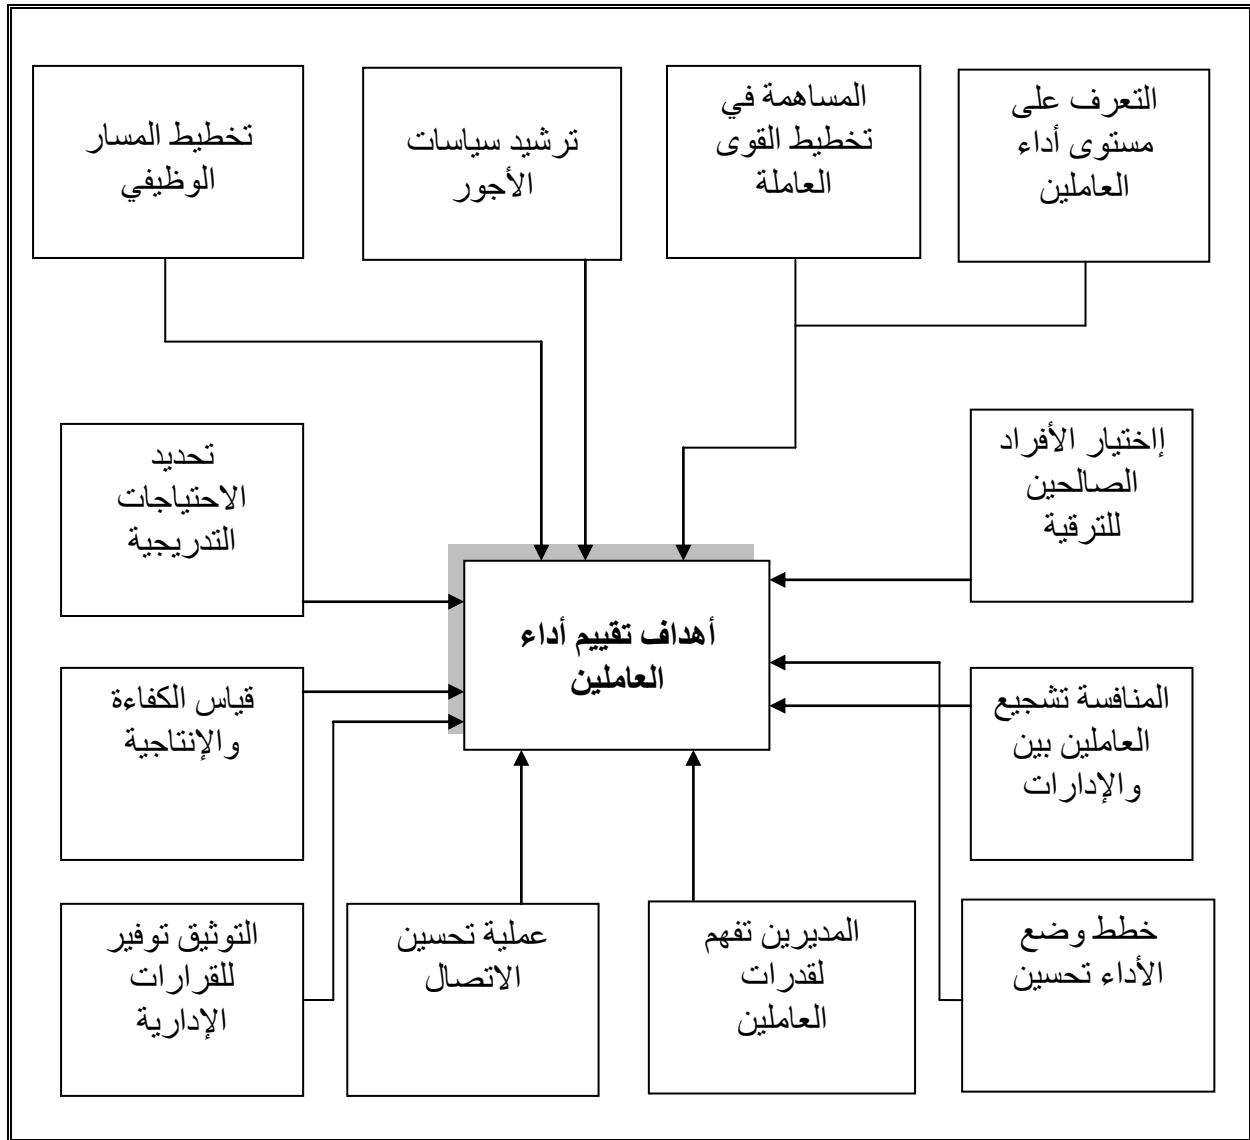 التعرف على
مستوى أداء
العاملين
المساهمة في
تخطيط القوى
العاملة
ترشيد سياسات
الأجور
تخطيط المسار
الوظيفي
إاختيار الأفراد
الصالحين
للترقية
تحديد
الاحتياجات
التدريجية
أهداف تقييم أداء
العاملين
المنافسة تشجيع
العاملين بين
والإدارات
قياس الكفاءة
والإنتاجية
خطط وضع
الأداء تحسين
المديرين تفهم
لقدرات
العاملين
عملية تحسين
الاتصال
التوثيق توفير
للقرارات
الإدارية